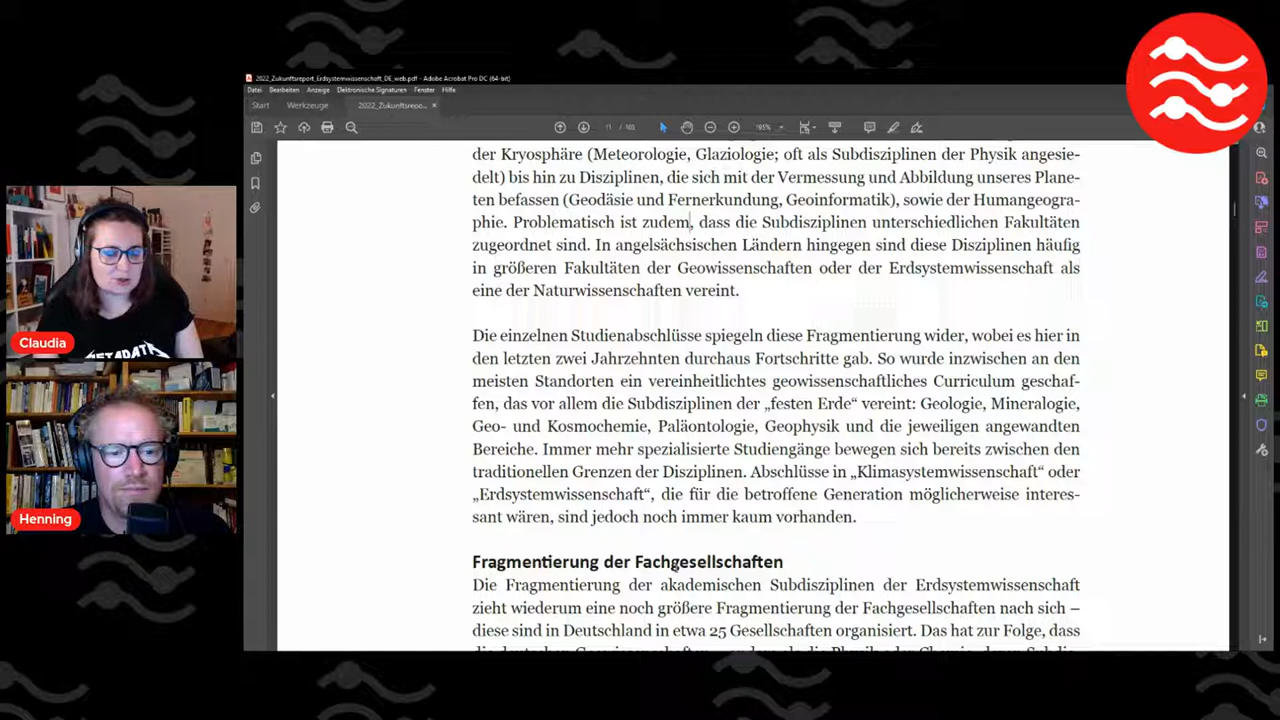 2022_Zukunftsreport_Erdsystemwissenschaft_DE_web.pdf - Adobe Acrobat Pro DC (64-bit)
Datei Bearbeiten Anzeige Elektronische Signaturen Fenster Hilfe
Start Werkzeuge 2022_Zukunftsrepo... ×
11 / 103 195%
der Kryosphäre (Meteorologie, Glaziologie; oft als Subdisziplinen der Physik angesie-
delt) bis hin zu Disziplinen, die sich mit der Vermessung und Abbildung unseres Plane-
ten befassen (Geodäsie und Fernerkundung, Geoinformatik), sowie der Humangeogra-
phie. Problematisch ist zudem, dass die Subdisziplinen unterschiedlichen Fakultäten
zugeordnet sind. In angelsächsischen Ländern hingegen sind diese Disziplinen häufig
in größeren Fakultäten der Geowissenschaften oder der Erdsystemwissenschaft als
eine der Naturwissenschaften vereint.
Die einzelnen Studienabschlüsse spiegeln diese Fragmentierung wider, wobei es hier in
den letzten zwei Jahrzehnten durchaus Fortschritte gab. So wurde inzwischen an den
meisten Standorten ein vereinheitlichtes geowissenschaftliches Curriculum geschaf-
fen, das vor allem die Subdisziplinen der „festen Erde“ vereint: Geologie, Mineralogie,
Geo- und Kosmochemie, Paläontologie, Geophysik und die jeweiligen angewandten
Bereiche. Immer mehr spezialisierte Studiengänge bewegen sich bereits zwischen den
traditionellen Grenzen der Disziplinen. Abschlüsse in „Klimasystemwissenschaft“ oder
„Erdsystemwissenschaft“, die für die betroffene Generation möglicherweise interes-
sant wären, sind jedoch noch immer kaum vorhanden.
Fragmentierung der Fachgesellschaften
Die Fragmentierung der akademischen Subdisziplinen der Erdsystemwissenschaft
zieht wiederum eine noch größere Fragmentierung der Fachgesellschaften nach sich –
diese sind in Deutschland in etwa 25 Gesellschaften organisiert. Das hat zur Folge, dass
Claudia
METADATA
Henning